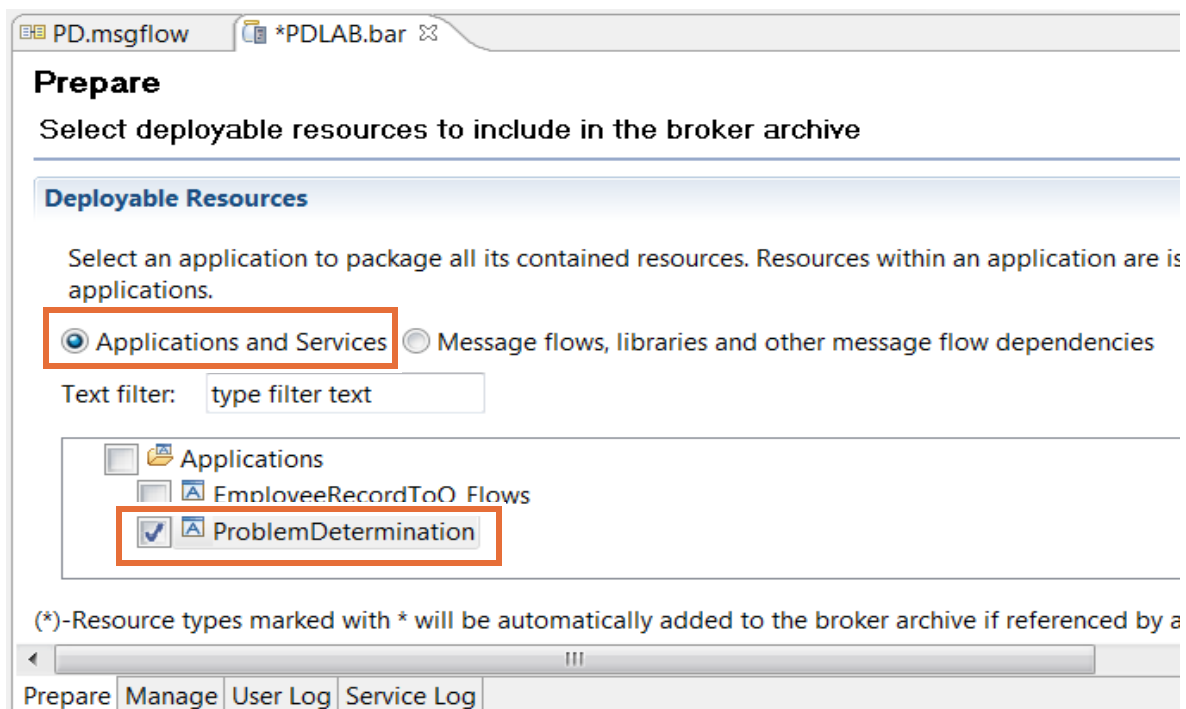 PD.msgflow *PDLAB.bar
Prepare
Select deployable resources to include in the broker archive
Deployable Resources
Select an application to package all its contained resources. Resources within an application are is
applications.
Applications and Services Message flows, libraries and other message flow dependencies
Text filter: type filter text
Applications
EmployeeRecordToQ_Flows
ProblemDetermination
(*)-Resource types marked with * will be automatically added to the broker archive if referenced by a
Prepare Manage User Log Service Log